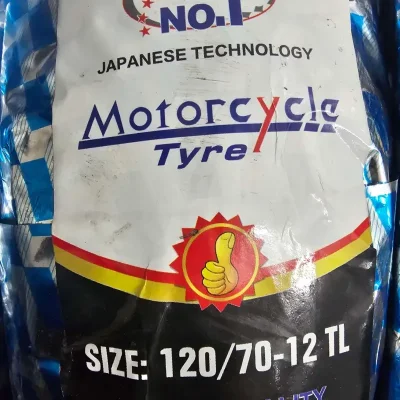 NO.1
JAPANESE TECHNOLOGY
Motorcycle
Tyre
SIZE: 120/70-12 TL